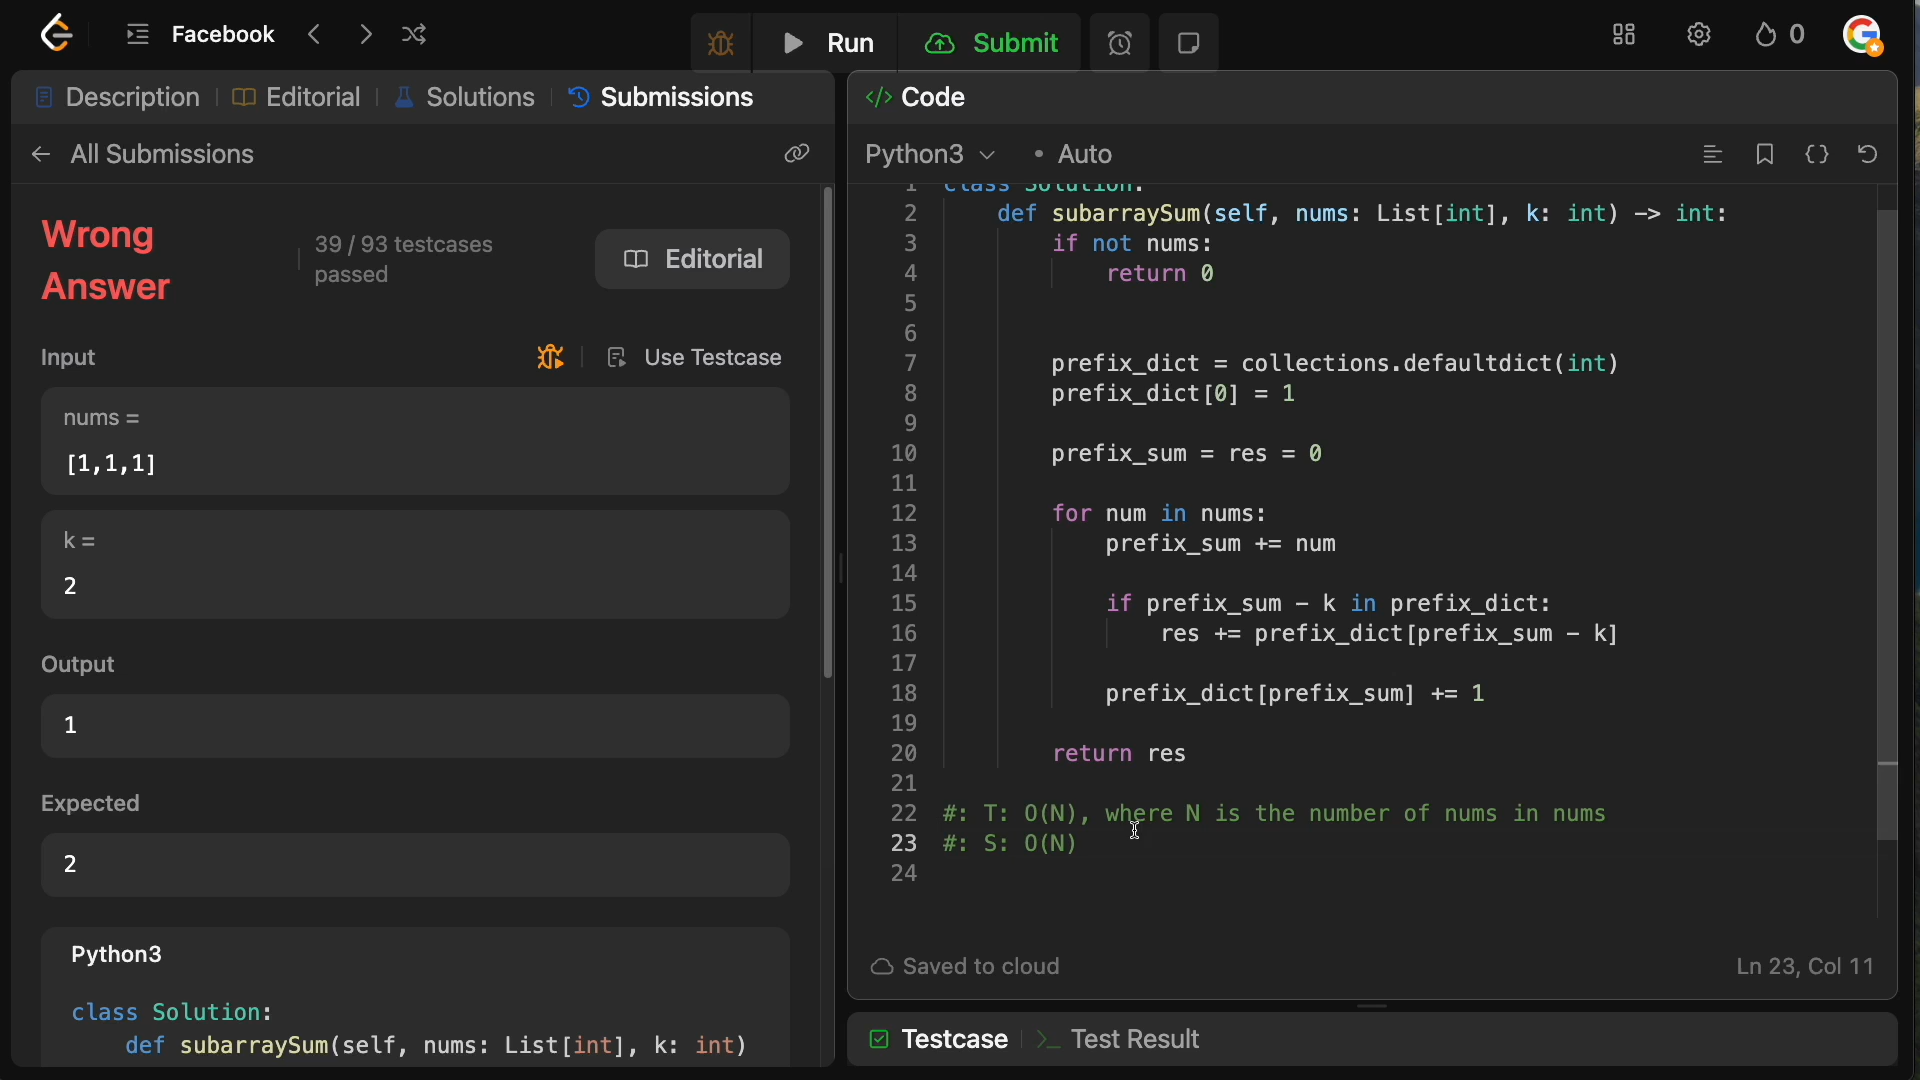 Facebook
Run
Submit
0
Description
Editorial
Solutions
Submissions
All Submissions
Wrong
Answer
39 / 93 testcases
passed
Editorial
Input
Use Testcase
nums =
[1,1,1]
k =
2
Output
1
Expected
2
Python3
class Solution:
def subarraySum(self, nums: List[int], k: int)
</> Code
Python3
• Auto
1 class Solution:
2 def subarraySum(self, nums: List[int], k: int) -> int:
3 if not nums:
4 return 0
5
6
7 prefix_dict = collections.defaultdict(int)
8 prefix_dict[0] = 1
9
10 prefix_sum = res = 0
11
12 for num in nums:
13 prefix_sum += num
14
15 if prefix_sum - k in prefix_dict:
16 res += prefix_dict[prefix_sum - k]
17
18 prefix_dict[prefix_sum] += 1
19
20 return res
21
22 #: T: O(N), where N is the number of nums in nums
23 #: S: O(N)
24
Saved to cloud
Ln 23, Col 11
Testcase
Test Result